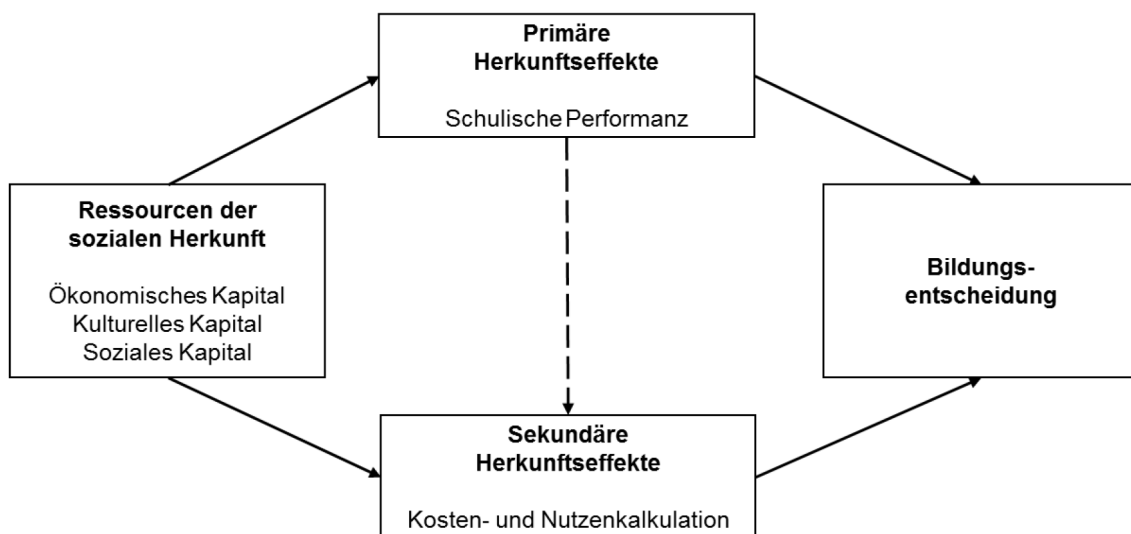 Primäre
Herkunftseffekte
Schulische Performanz
Ressourcen der
sozialen Herkunft
Ökonomisches Kapital
Kulturelles Kapital
Soziales Kapital
Bildungs-
entscheidung
Sekundäre
Herkunftseffekte
Kosten- und Nutzenkalkulation